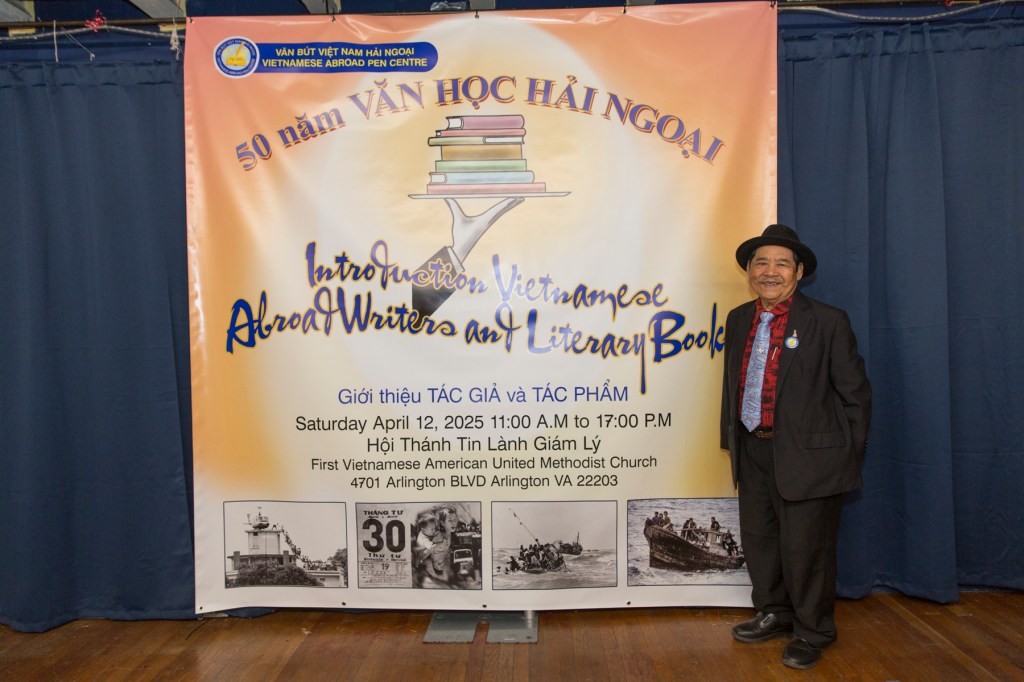 VĂN BÚT VIỆT NAM HẢI NGOẠI
VIETNAMESE ABROAD PEN CENTRE
50 năm VĂN HỌC HẢI NGOẠI
Introduction Vietnamese
Abroad Writers and Literary Book
Giới thiệu TÁC GIẢ và TÁC PHẨM
Saturday April 12, 2025 11:00 A.M to 17:00 P.M
Hội Thánh Tin Lành Giám Lý
First Vietnamese American United Methodist Church
4701 Arlington BLVD Arlington VA 22203
THÁNG TƯ
30
THỨ TƯ
19